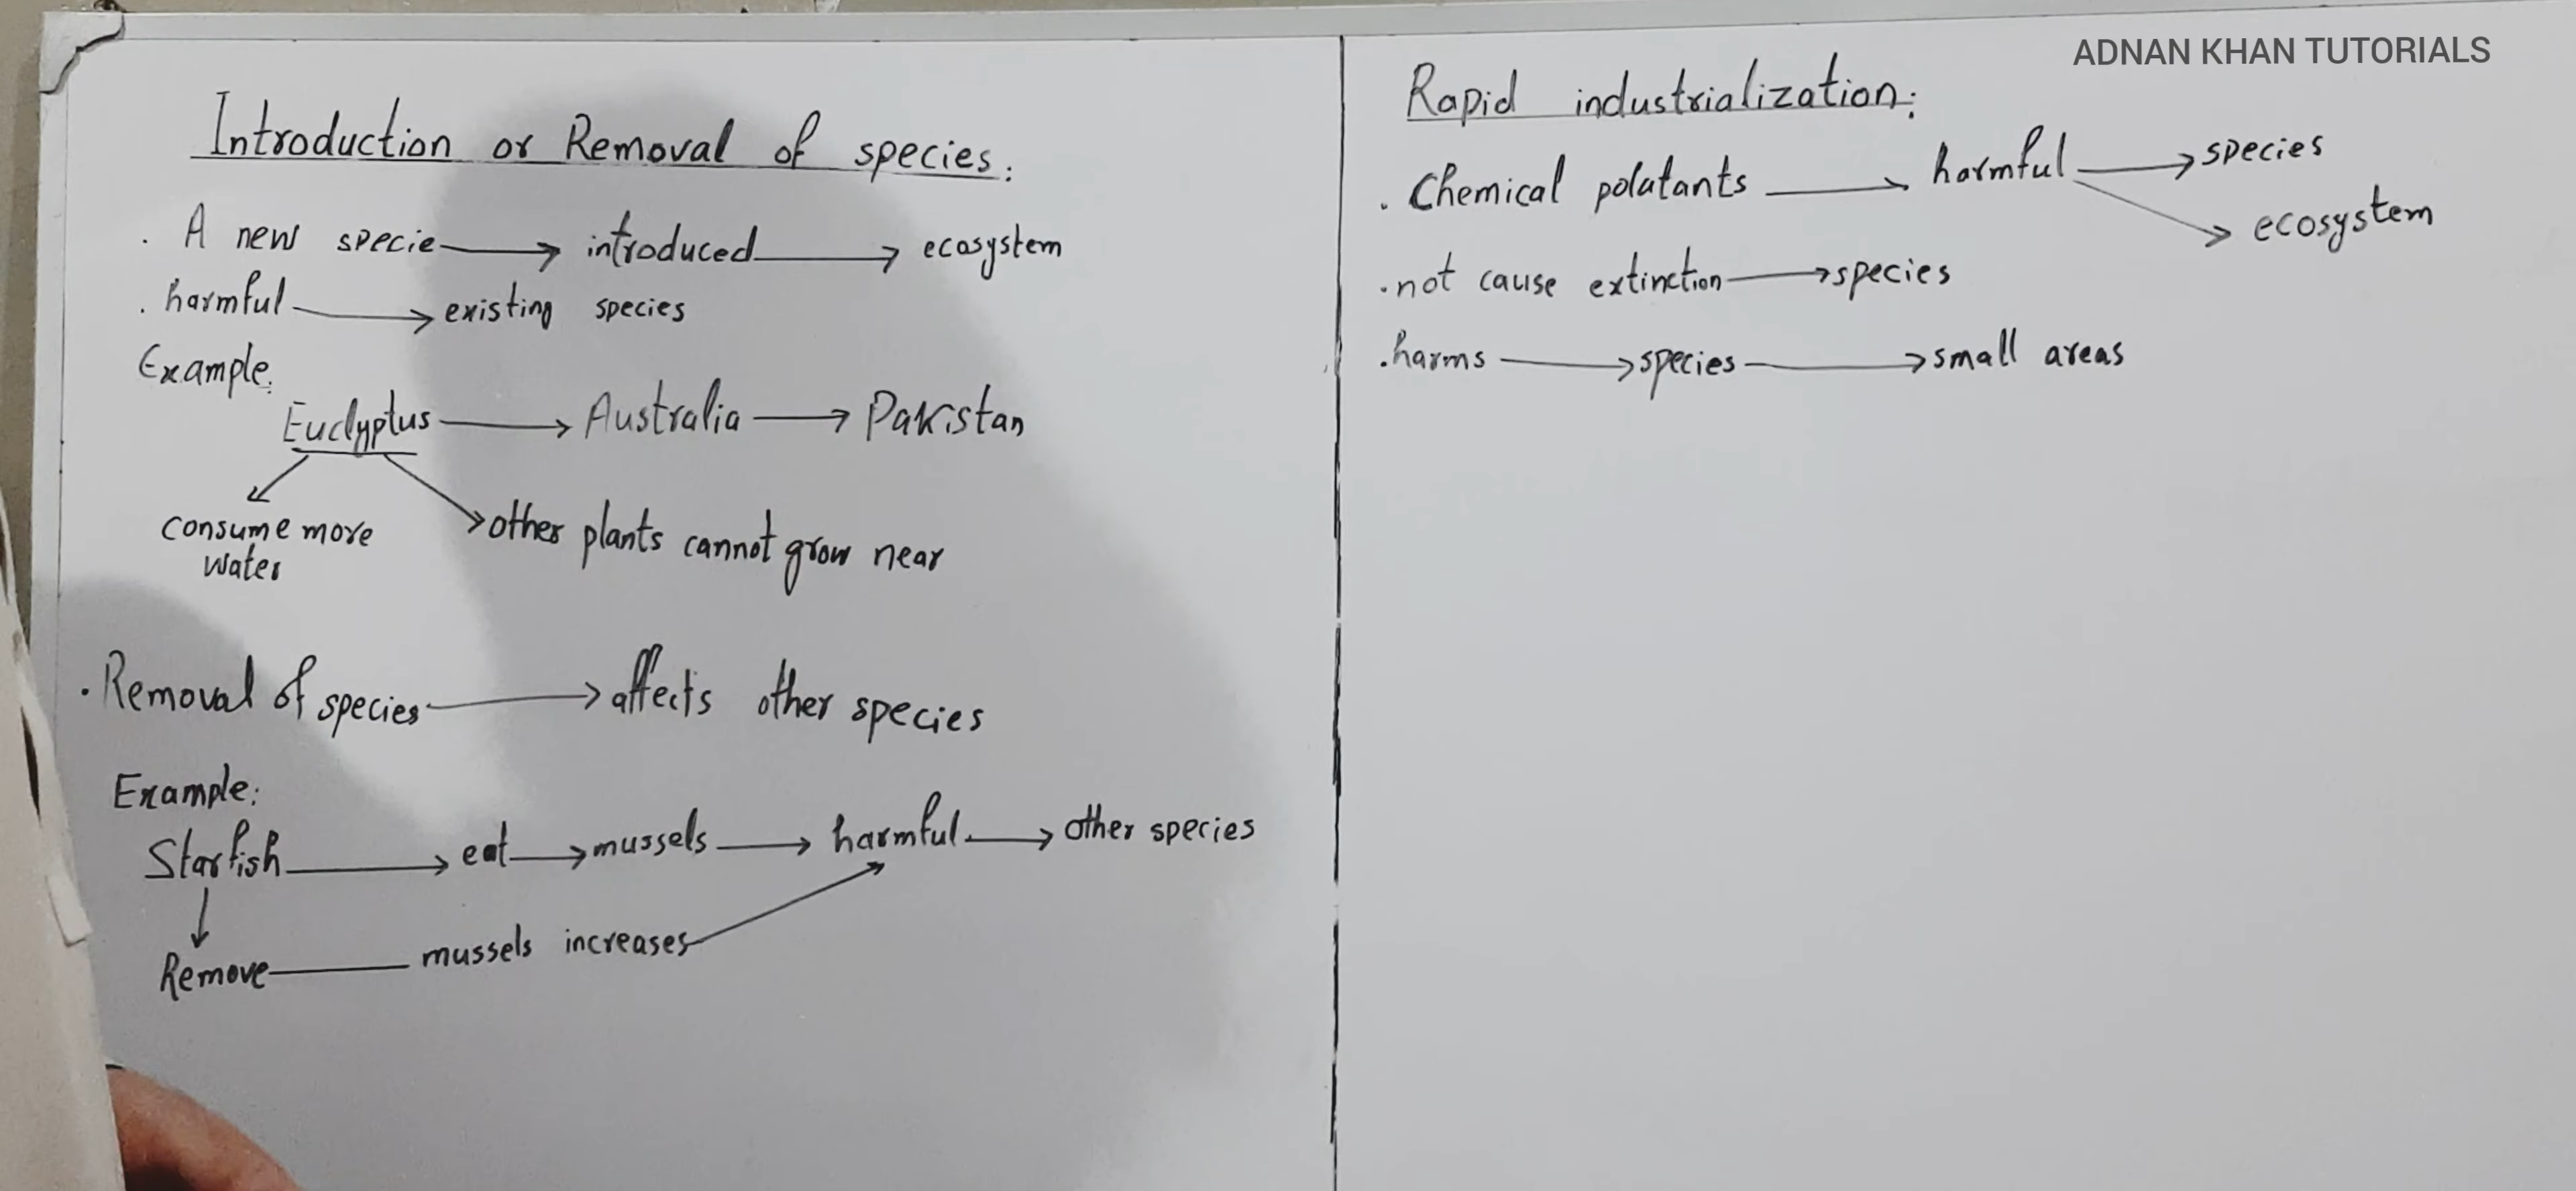 ADNAN KHAN TUTORIALS
Introduction or Removal of species:
. A new specie → introduced → ecosystem
. harmful → existing species
Example:
Euclyptus → Australia → Pakistan
consume more
water
other plants cannot grow near
. Removal of species → affects other species
Example:
Starfish → eat → mussels → harmful → other species
Remove mussels increases
Rapid industrialization:
. Chemical polutants → harmful → species
→ ecosystem
. not cause extinction → species
. harms → species → small areas